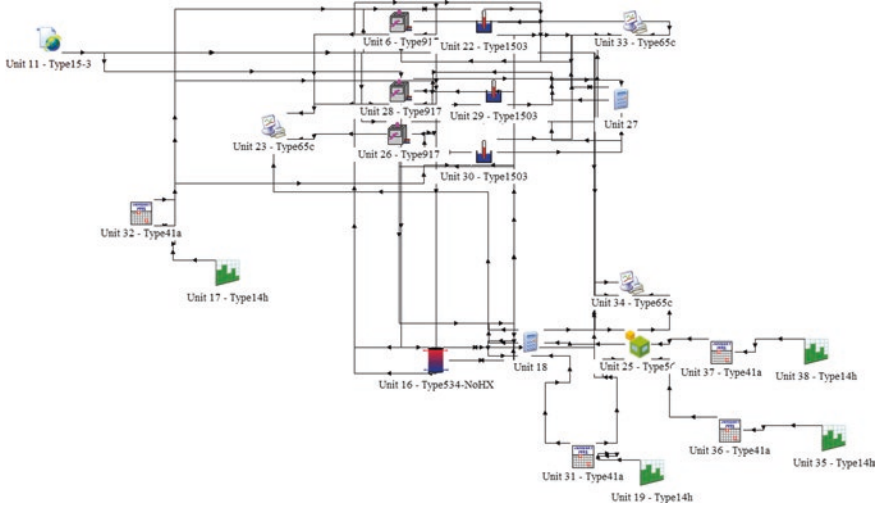 Unit 11 - Type15-3
Unit 6 - Type917
Unit 22 - Type1503
Unit 33 - Type65c
Unit 28 - Type917
Unit 29 - Type1503
Unit 27
Unit 23 - Type65c
Unit 26 - Type917
Unit 30 - Type1503
Unit 32 - Type41a
Unit 17 - Type14h
Unit 34 - Type65c
Unit 16 - Type534-NoHX
Unit 18
Unit 25 - Type56
Unit 37 - Type41a
Unit 38 - Type14h
Unit 36 - Type41a
Unit 35 - Type14h
Unit 31 - Type41a
Unit 19 - Type14h